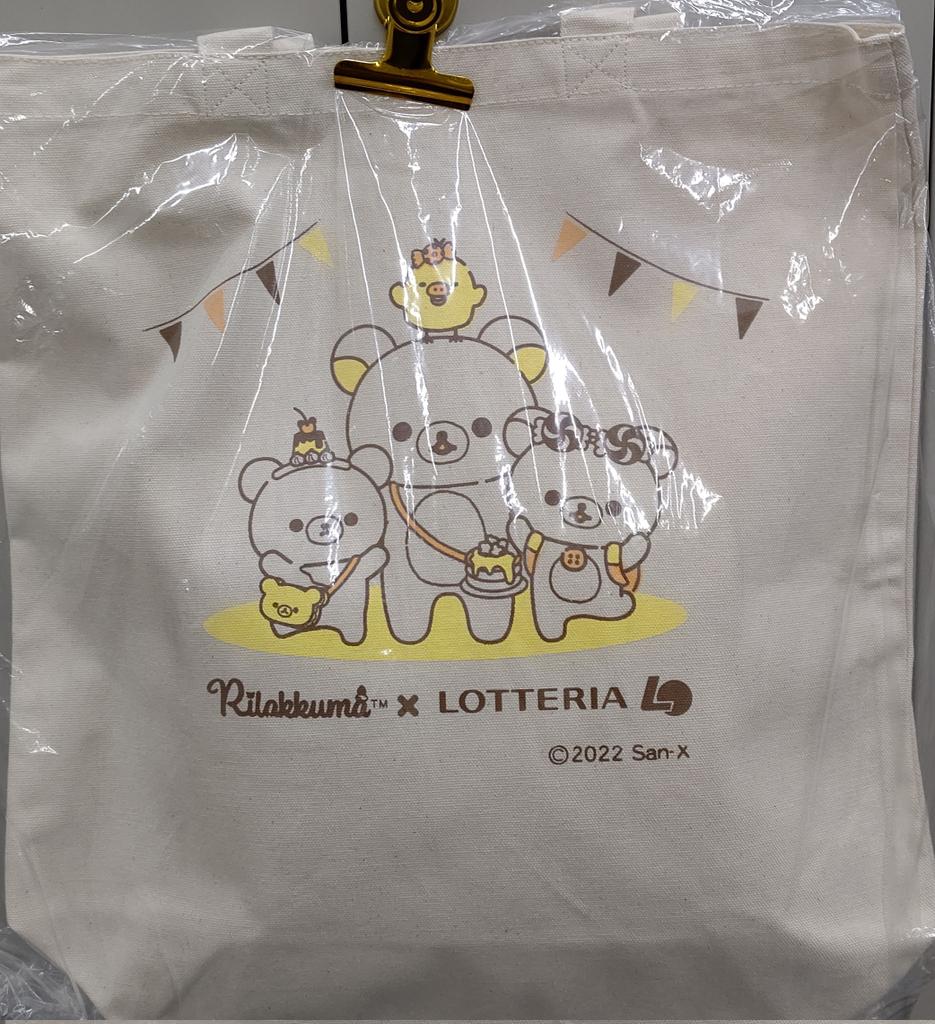 Rilakkuma™ × LOTTERIA L
©2022 San-X